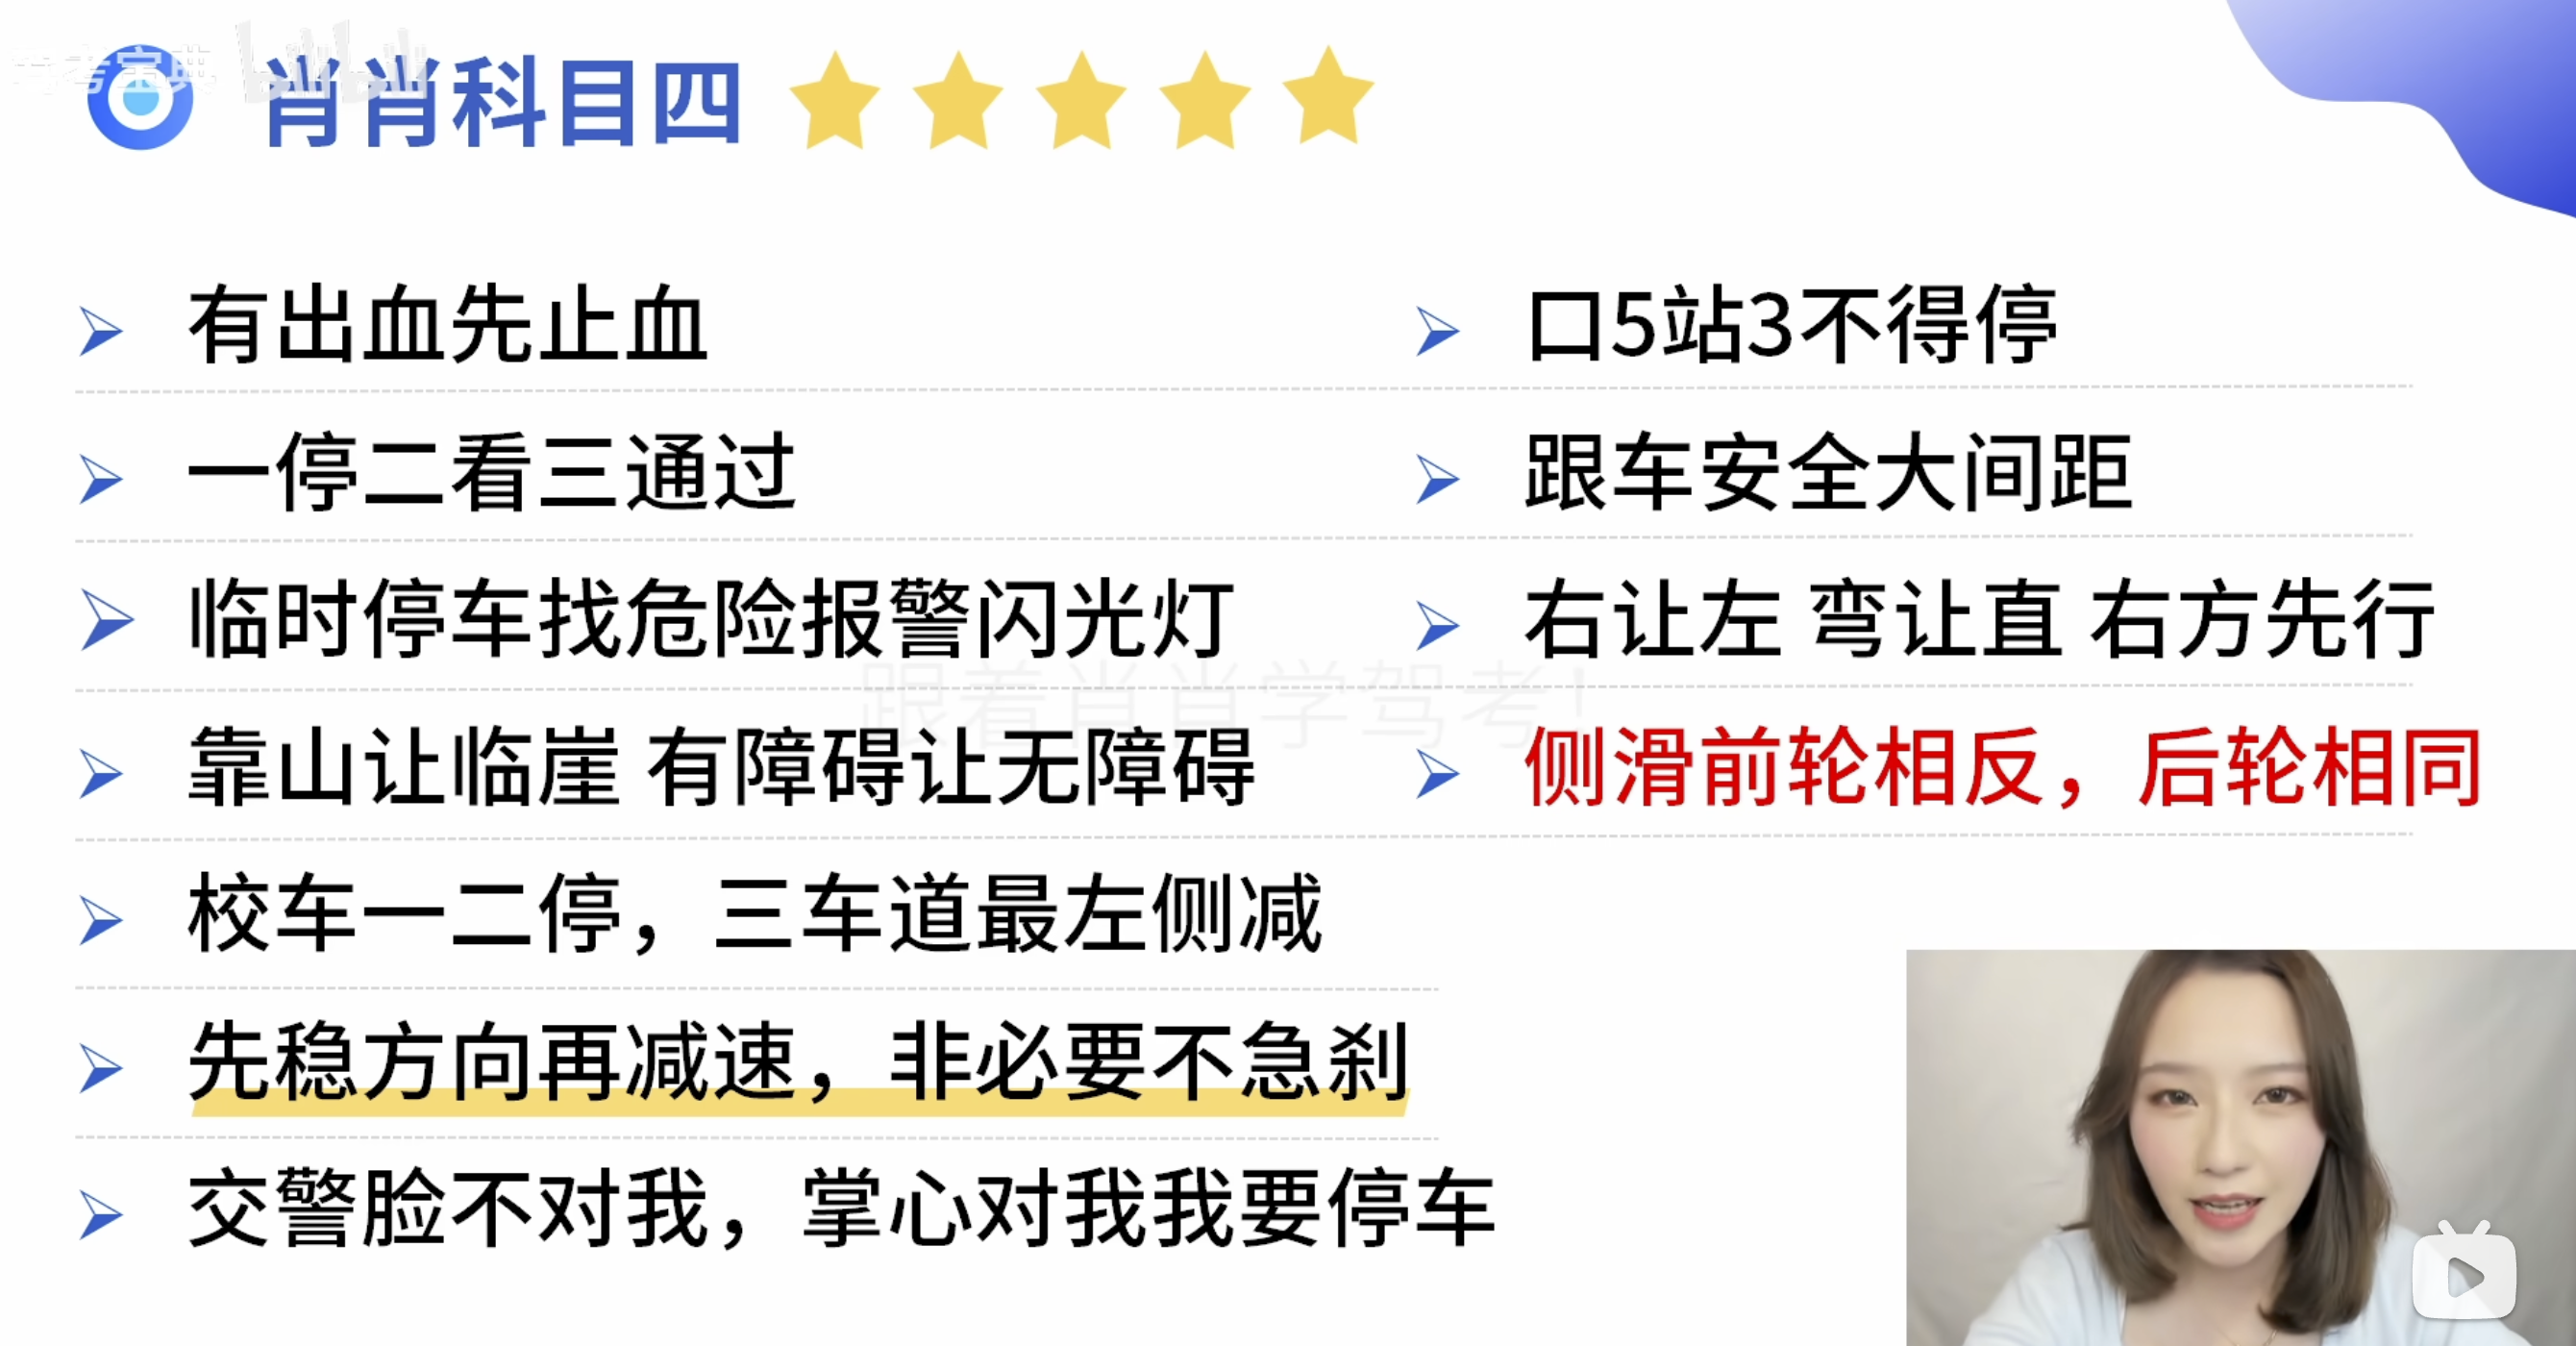 驾考宝典 bilibili
肖肖科目四
有出血先止血
一停二看三通过
临时停车找危险报警闪光灯
靠山让临崖 有障碍让无障碍
校车一二停，三车道最左侧减
先稳方向再减速，非必要不急刹
交警脸不对我，掌心对我我要停车
口5站3不得停
跟车安全大间距
右让左 弯让直 右方先行
侧滑前轮相反，后轮相同
跟着肖肖学驾考！